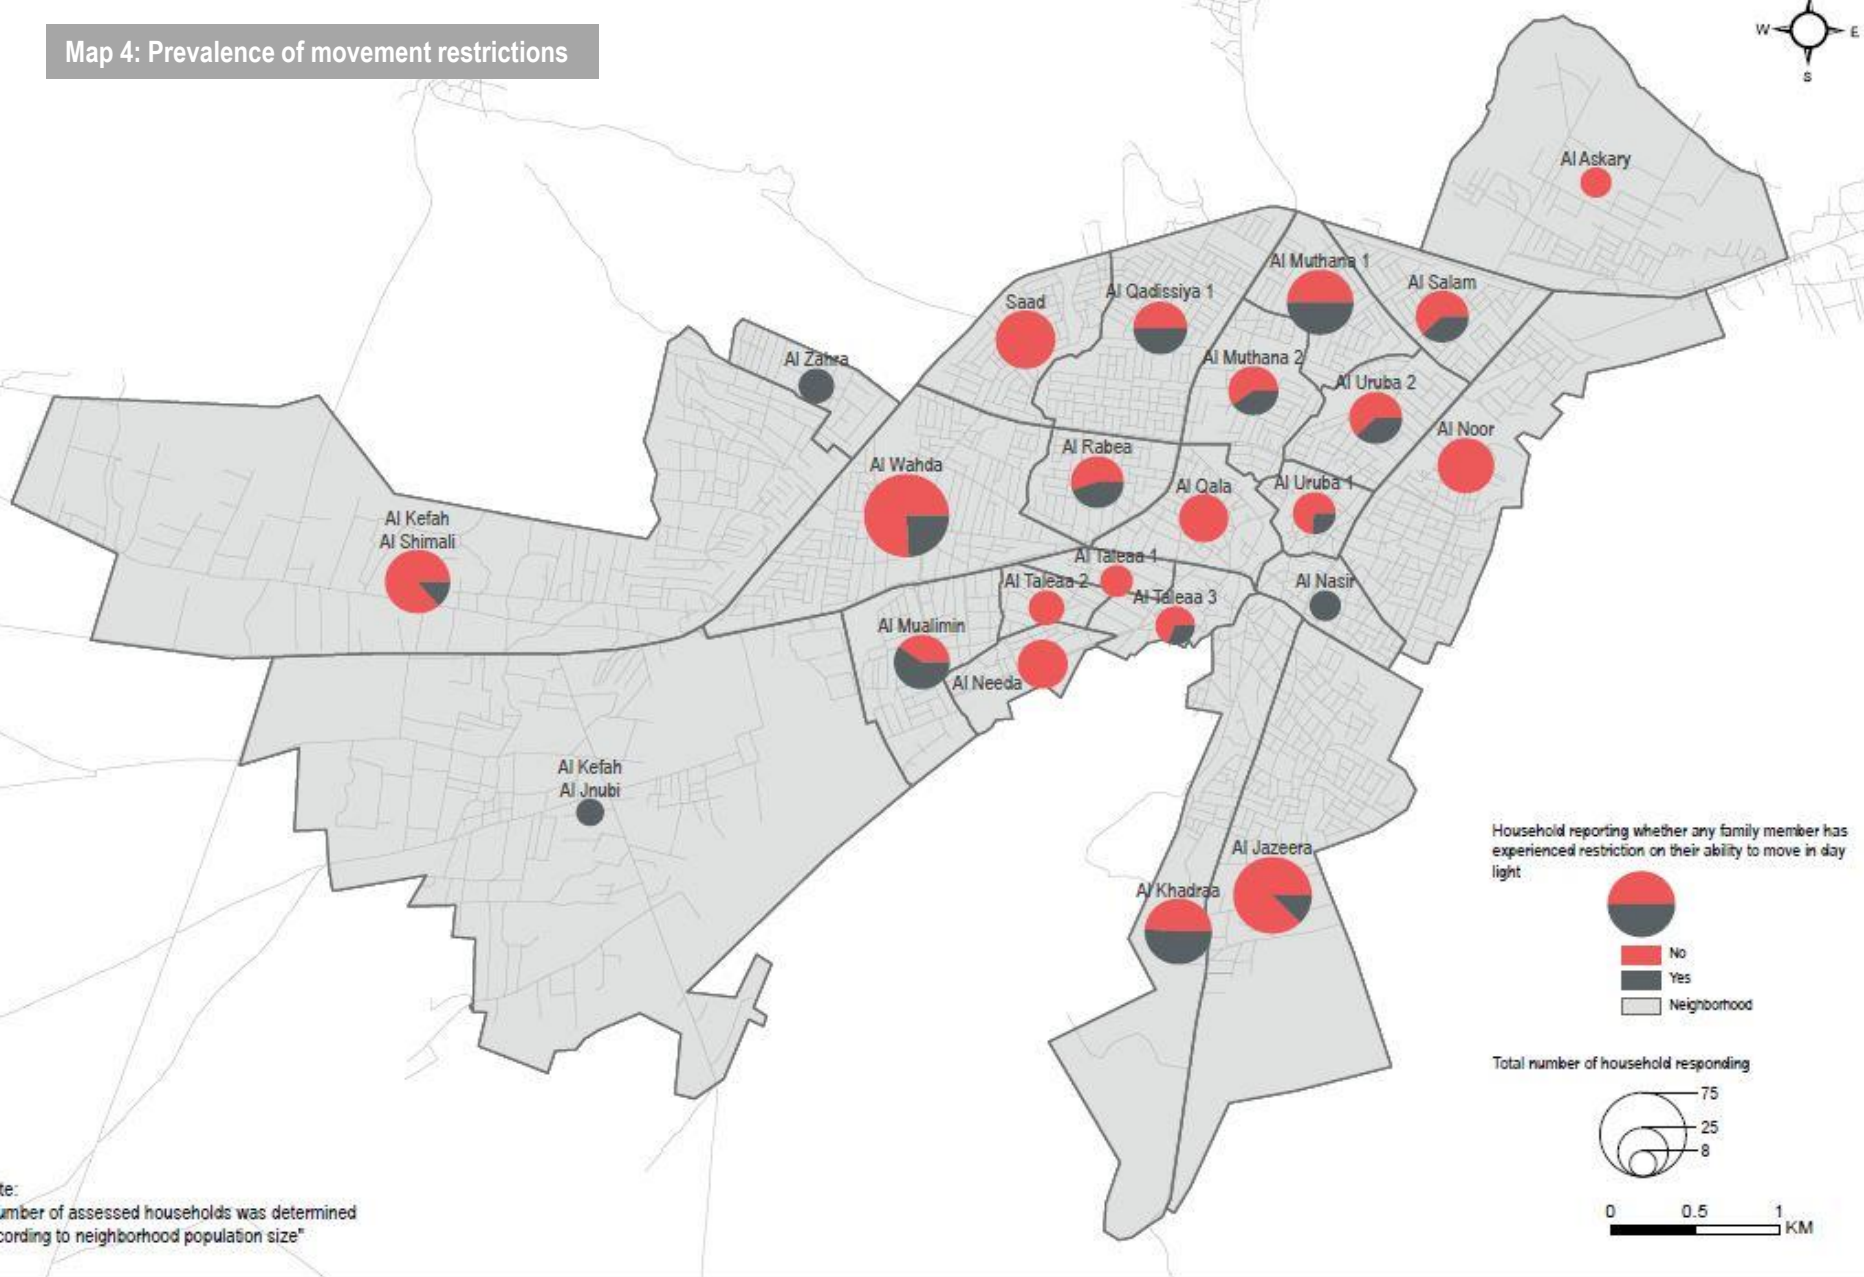 Map 4: Prevalence of movement restrictions
W
E
S
Al Askary
Al Muthana 1
Al Salam
Al Qadissiya 1
Saad
Al Zahra
Al Muthana 2
Al Uruba 2
Al Noor
Al Rabea
Al Wahda
Al Qala
Al Uruba 1
Al Kefah
Al Shimali
Al Taleaa 1
Al Taleaa 2
Al Nasir
Al Taleaa 3
Al Mualimin
Al Needa
Al Kefah
Al Jnubi
Al Jazeera
Al Khadraa
Household reporting whether any family member has
experienced restriction on their ability to move in day
light
No
Yes
Neighborhood
Total number of household responding
75
25
8
0 0.5 1
KM
te:
umber of assessed households was determined
cording to neighborhood population size"